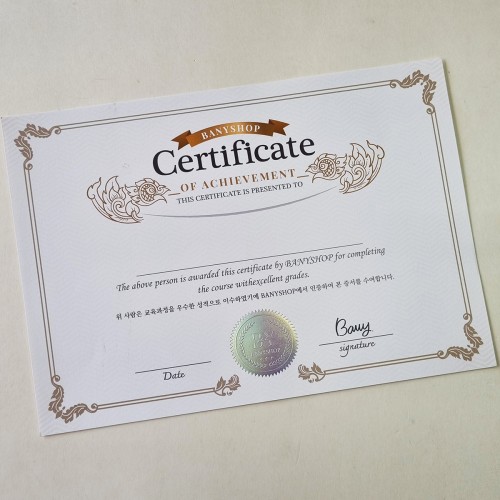 BANYSHOP
Certificate
OF ACHIEVEMENT
THIS CERTIFICATE IS PRESENTED TO
The above person is awarded this certificate by BANYSHOP for completing
the course withexcellent grades.
위 사람은 교육과정을 우수한 성적으로 이수하였기에 BANYSHOP에서 인증하여 본 증서를 수여합니다.
Bany
Date
signature